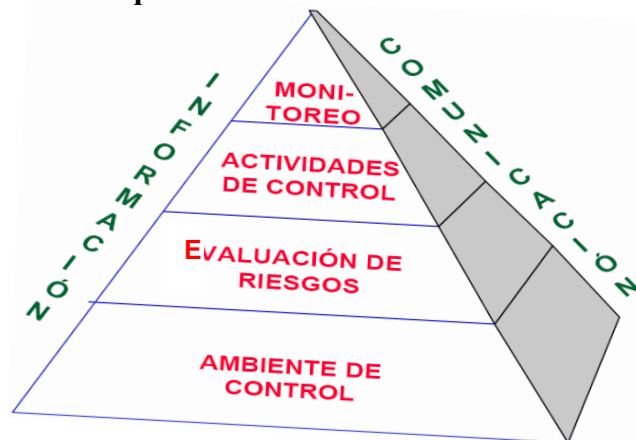 MONI-
TOREO
ACTIVIDADES
DE CONTROL
EVALUACIÓN DE
RIESGOS
AMBIENTE DE
CONTROL
INFORMACIÓN
COMUNICACIÓN